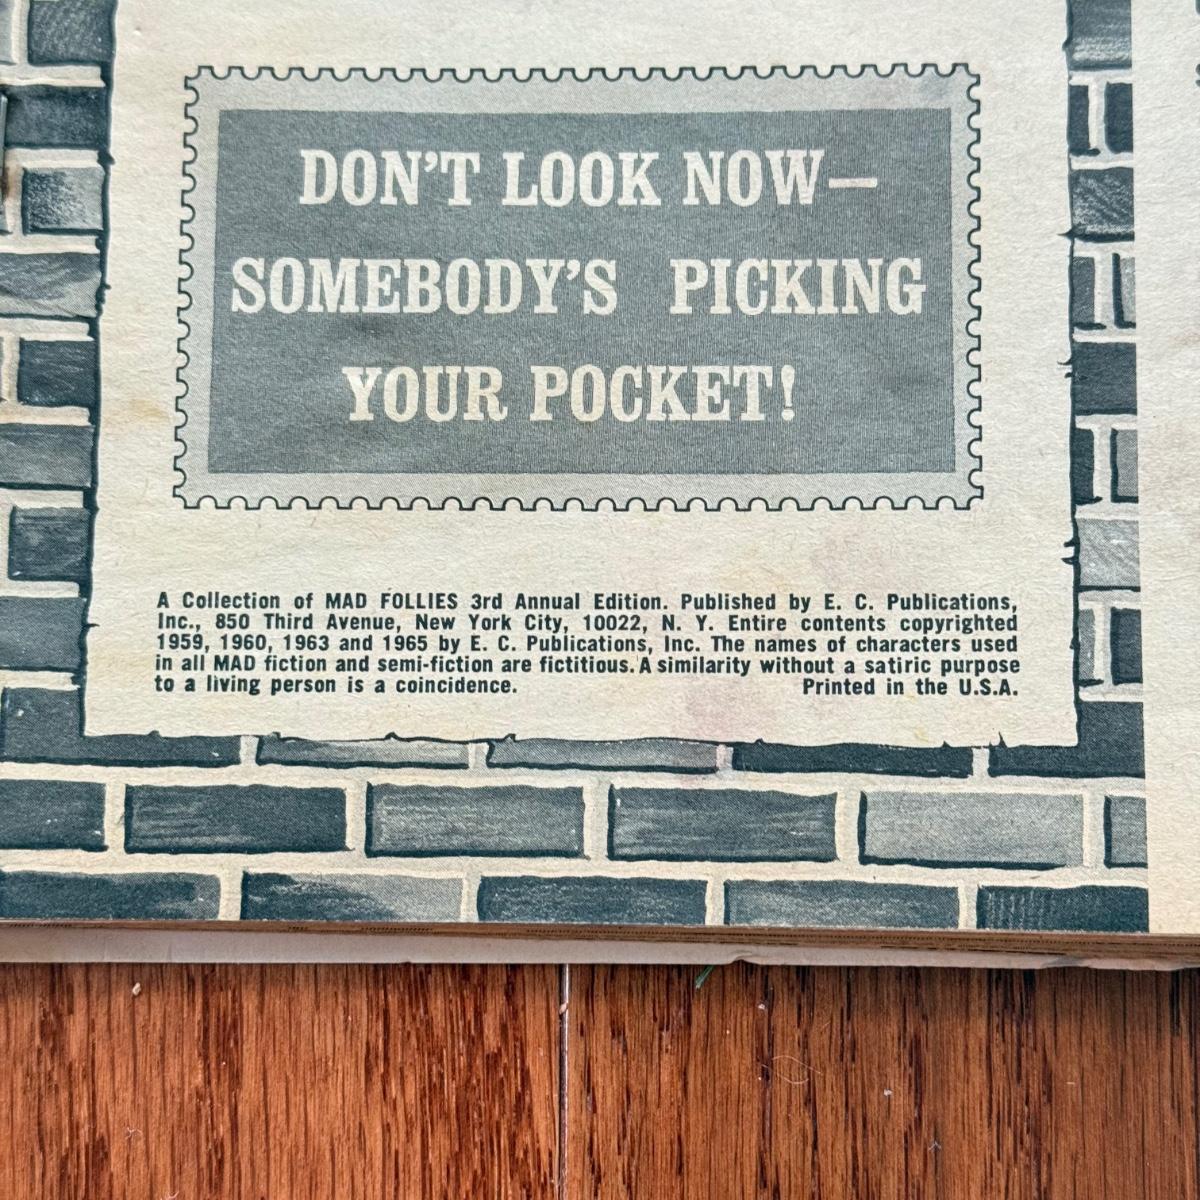 DON'T LOOK NOW—
SOMEBODY'S PICKING
YOUR POCKET!
A Collection of MAD FOLLIES 3rd Annual Edition. Published by E. C. Publications,
Inc., 850 Third Avenue, New York City, 10022, N. Y. Entire contents copyrighted
1959, 1960, 1963 and 1965 by E. C. Publications, Inc. The names of characters used
in all MAD fiction and semi-fiction are fictitious. A similarity without a satiric purpose
to a living person is a coincidence. Printed in the U.S.A.